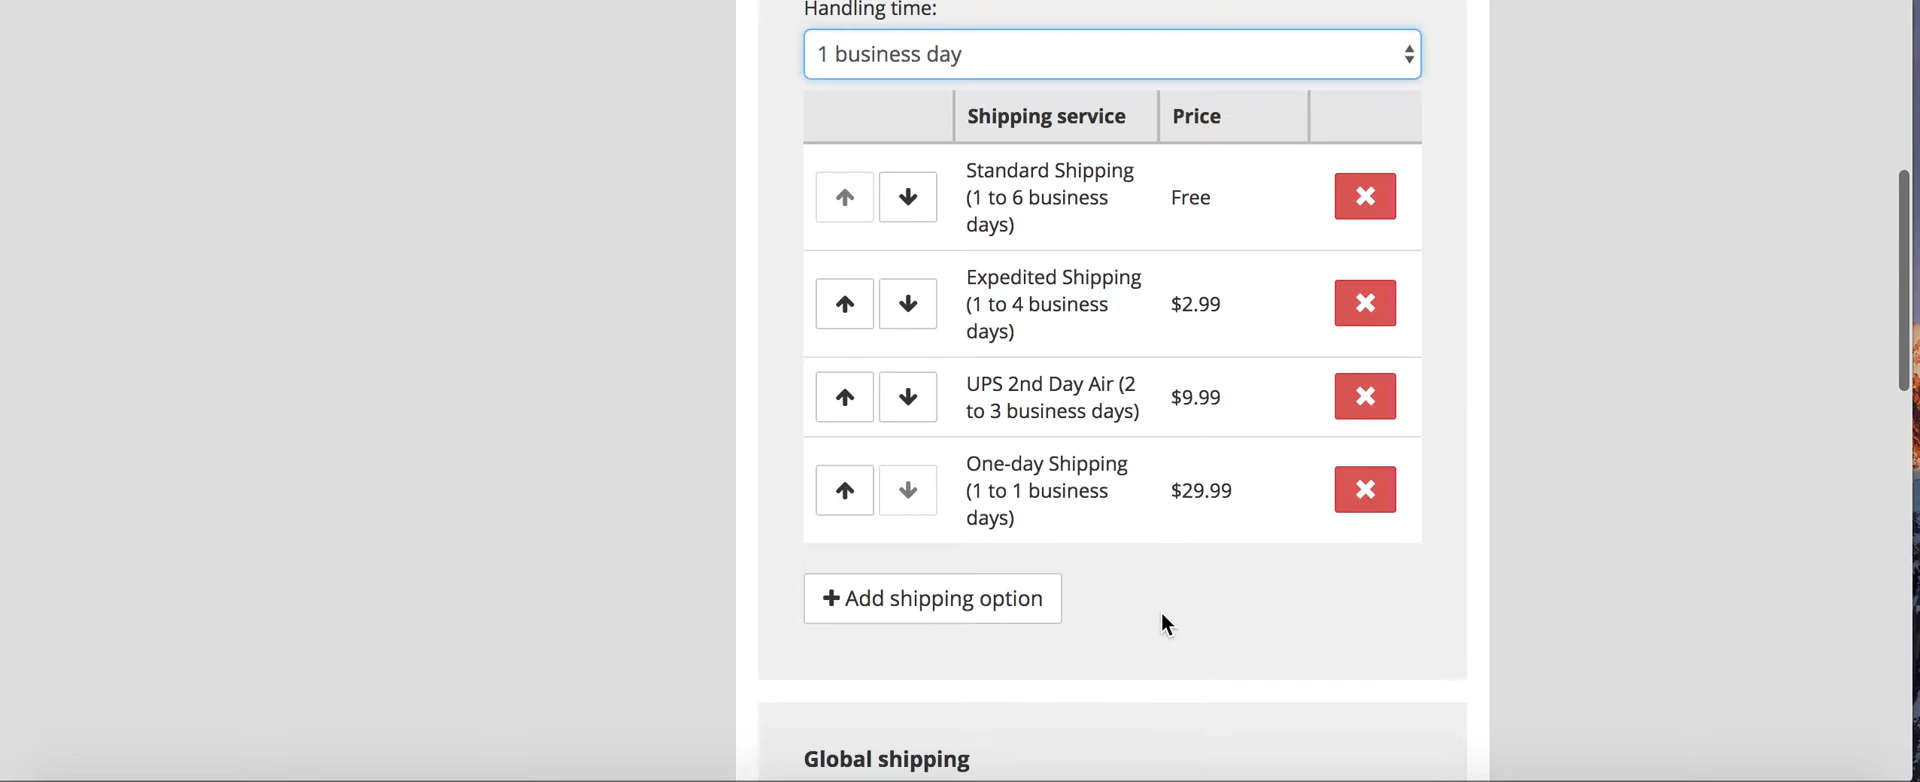 Handling time:
1 business day
Shipping service Price
Standard Shipping
(1 to 6 business
days)
Free
Expedited Shipping
(1 to 4 business
days)
$2.99
UPS 2nd Day Air (2
to 3 business days)
$9.99
One-day Shipping
(1 to 1 business
days)
$29.99
Add shipping option
Global shipping